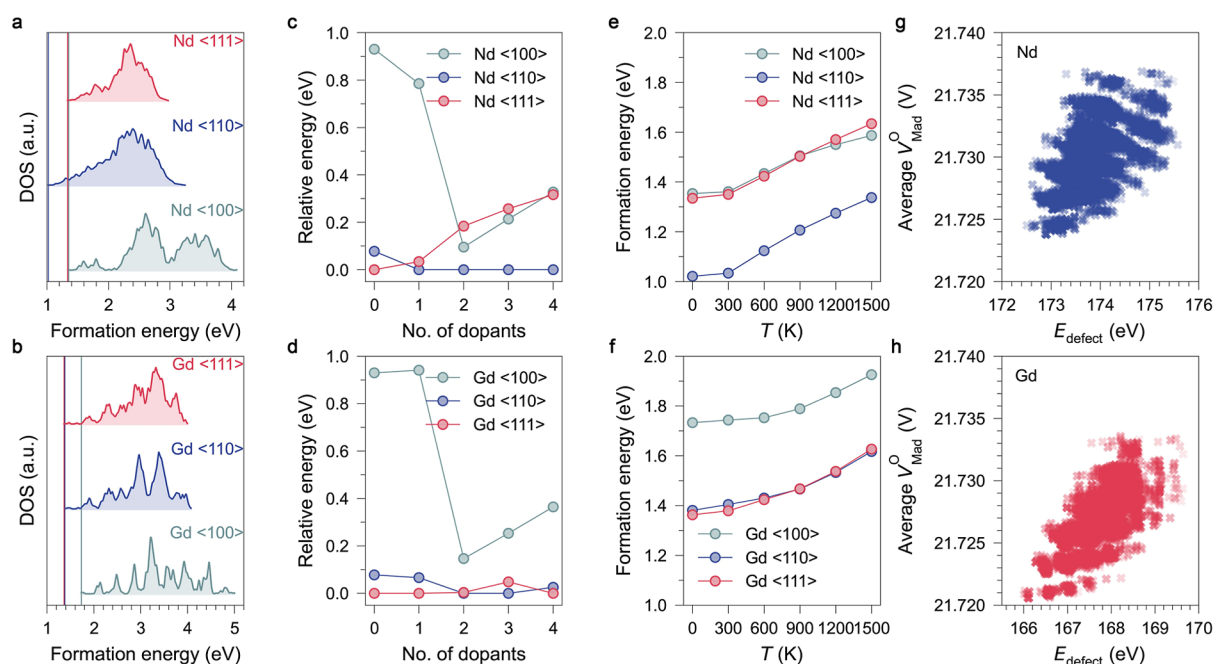 a
Nd <111>
Nd <110>
Nd <100>
DOS (a.u.)
1 2 3 4
Formation energy (eV)
b
Gd <111>
Gd <110>
Gd <100>
DOS (a.u.)
1 2 3 4 5
Formation energy (eV)
c
1.0
0.8
0.6
0.4
0.2
0.0
Relative energy (eV)
Nd <100>
Nd <110>
Nd <111>
0 1 2 3 4
No. of dopants
d
1.0
0.8
0.6
0.4
0.2
0.0
Relative energy (eV)
Gd <100>
Gd <110>
Gd <111>
0 1 2 3 4
No. of dopants
e
2.0
1.8
1.6
1.4
1.2
1.0
Formation energy (eV)
Nd <100>
Nd <110>
Nd <111>
0 300 600 900 1200 1500
T (K)
f
2.0
1.8
1.6
1.4
1.2
1.0
Formation energy (eV)
Gd <100>
Gd <110>
Gd <111>
0 300 600 900 1200 1500
T (K)
g
21.740
21.735
21.730
21.725
21.720
Average V^O_Mad (V)
Nd
172 173 174 175 176
E_defect (eV)
h
21.740
21.735
21.730
21.725
21.720
Average V^O_Mad (V)
Gd
166 167 168 169 170
E_defect (eV)